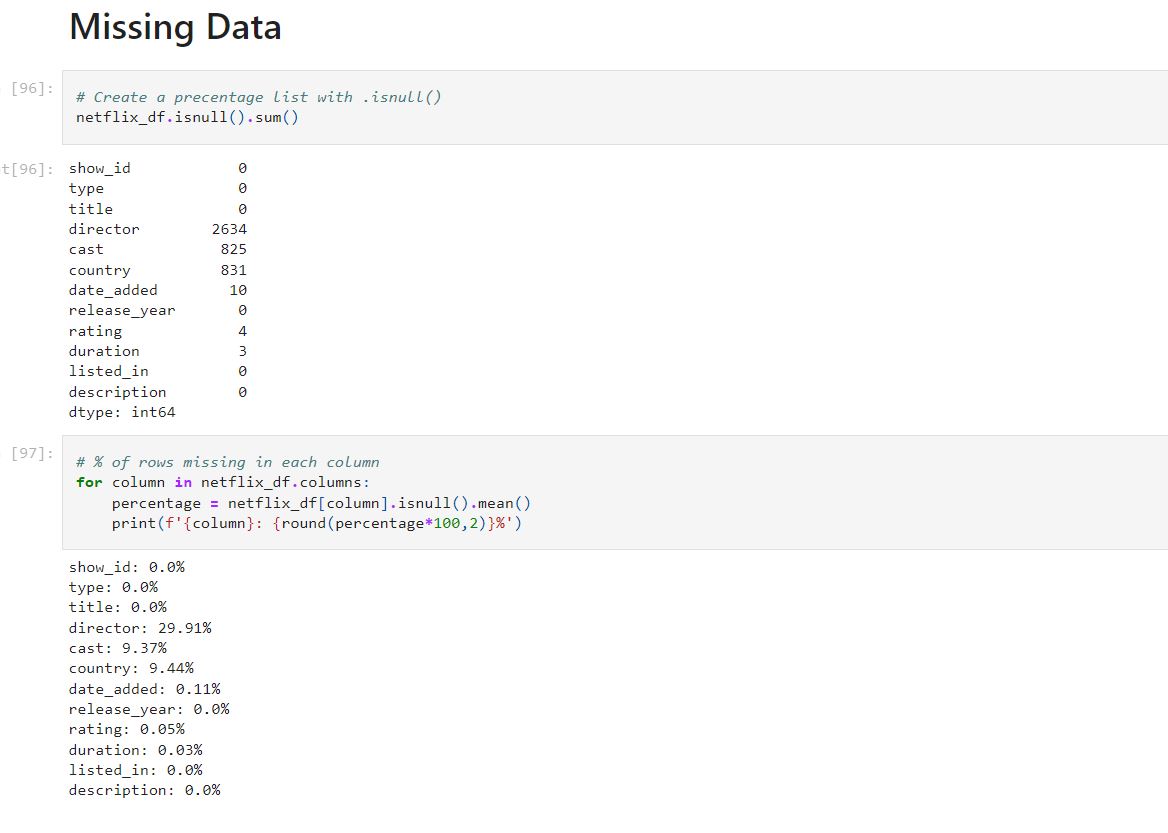 Missing Data
[96]:
# Create a precentage list with .isnull()
netflix_df.isnull().sum()
t[96]:
show_id 0
type 0
title 0
director 2634
cast 825
country 831
date_added 10
release_year 0
rating 4
duration 3
listed_in 0
description 0
dtype: int64
[97]:
# % of rows missing in each column
for column in netflix_df.columns:
    percentage = netflix_df[column].isnull().mean()
    print(f'{column}: {round(percentage*100,2)}%')
show_id: 0.0%
type: 0.0%
title: 0.0%
director: 29.91%
cast: 9.37%
country: 9.44%
date_added: 0.11%
release_year: 0.0%
rating: 0.05%
duration: 0.03%
listed_in: 0.0%
description: 0.0%